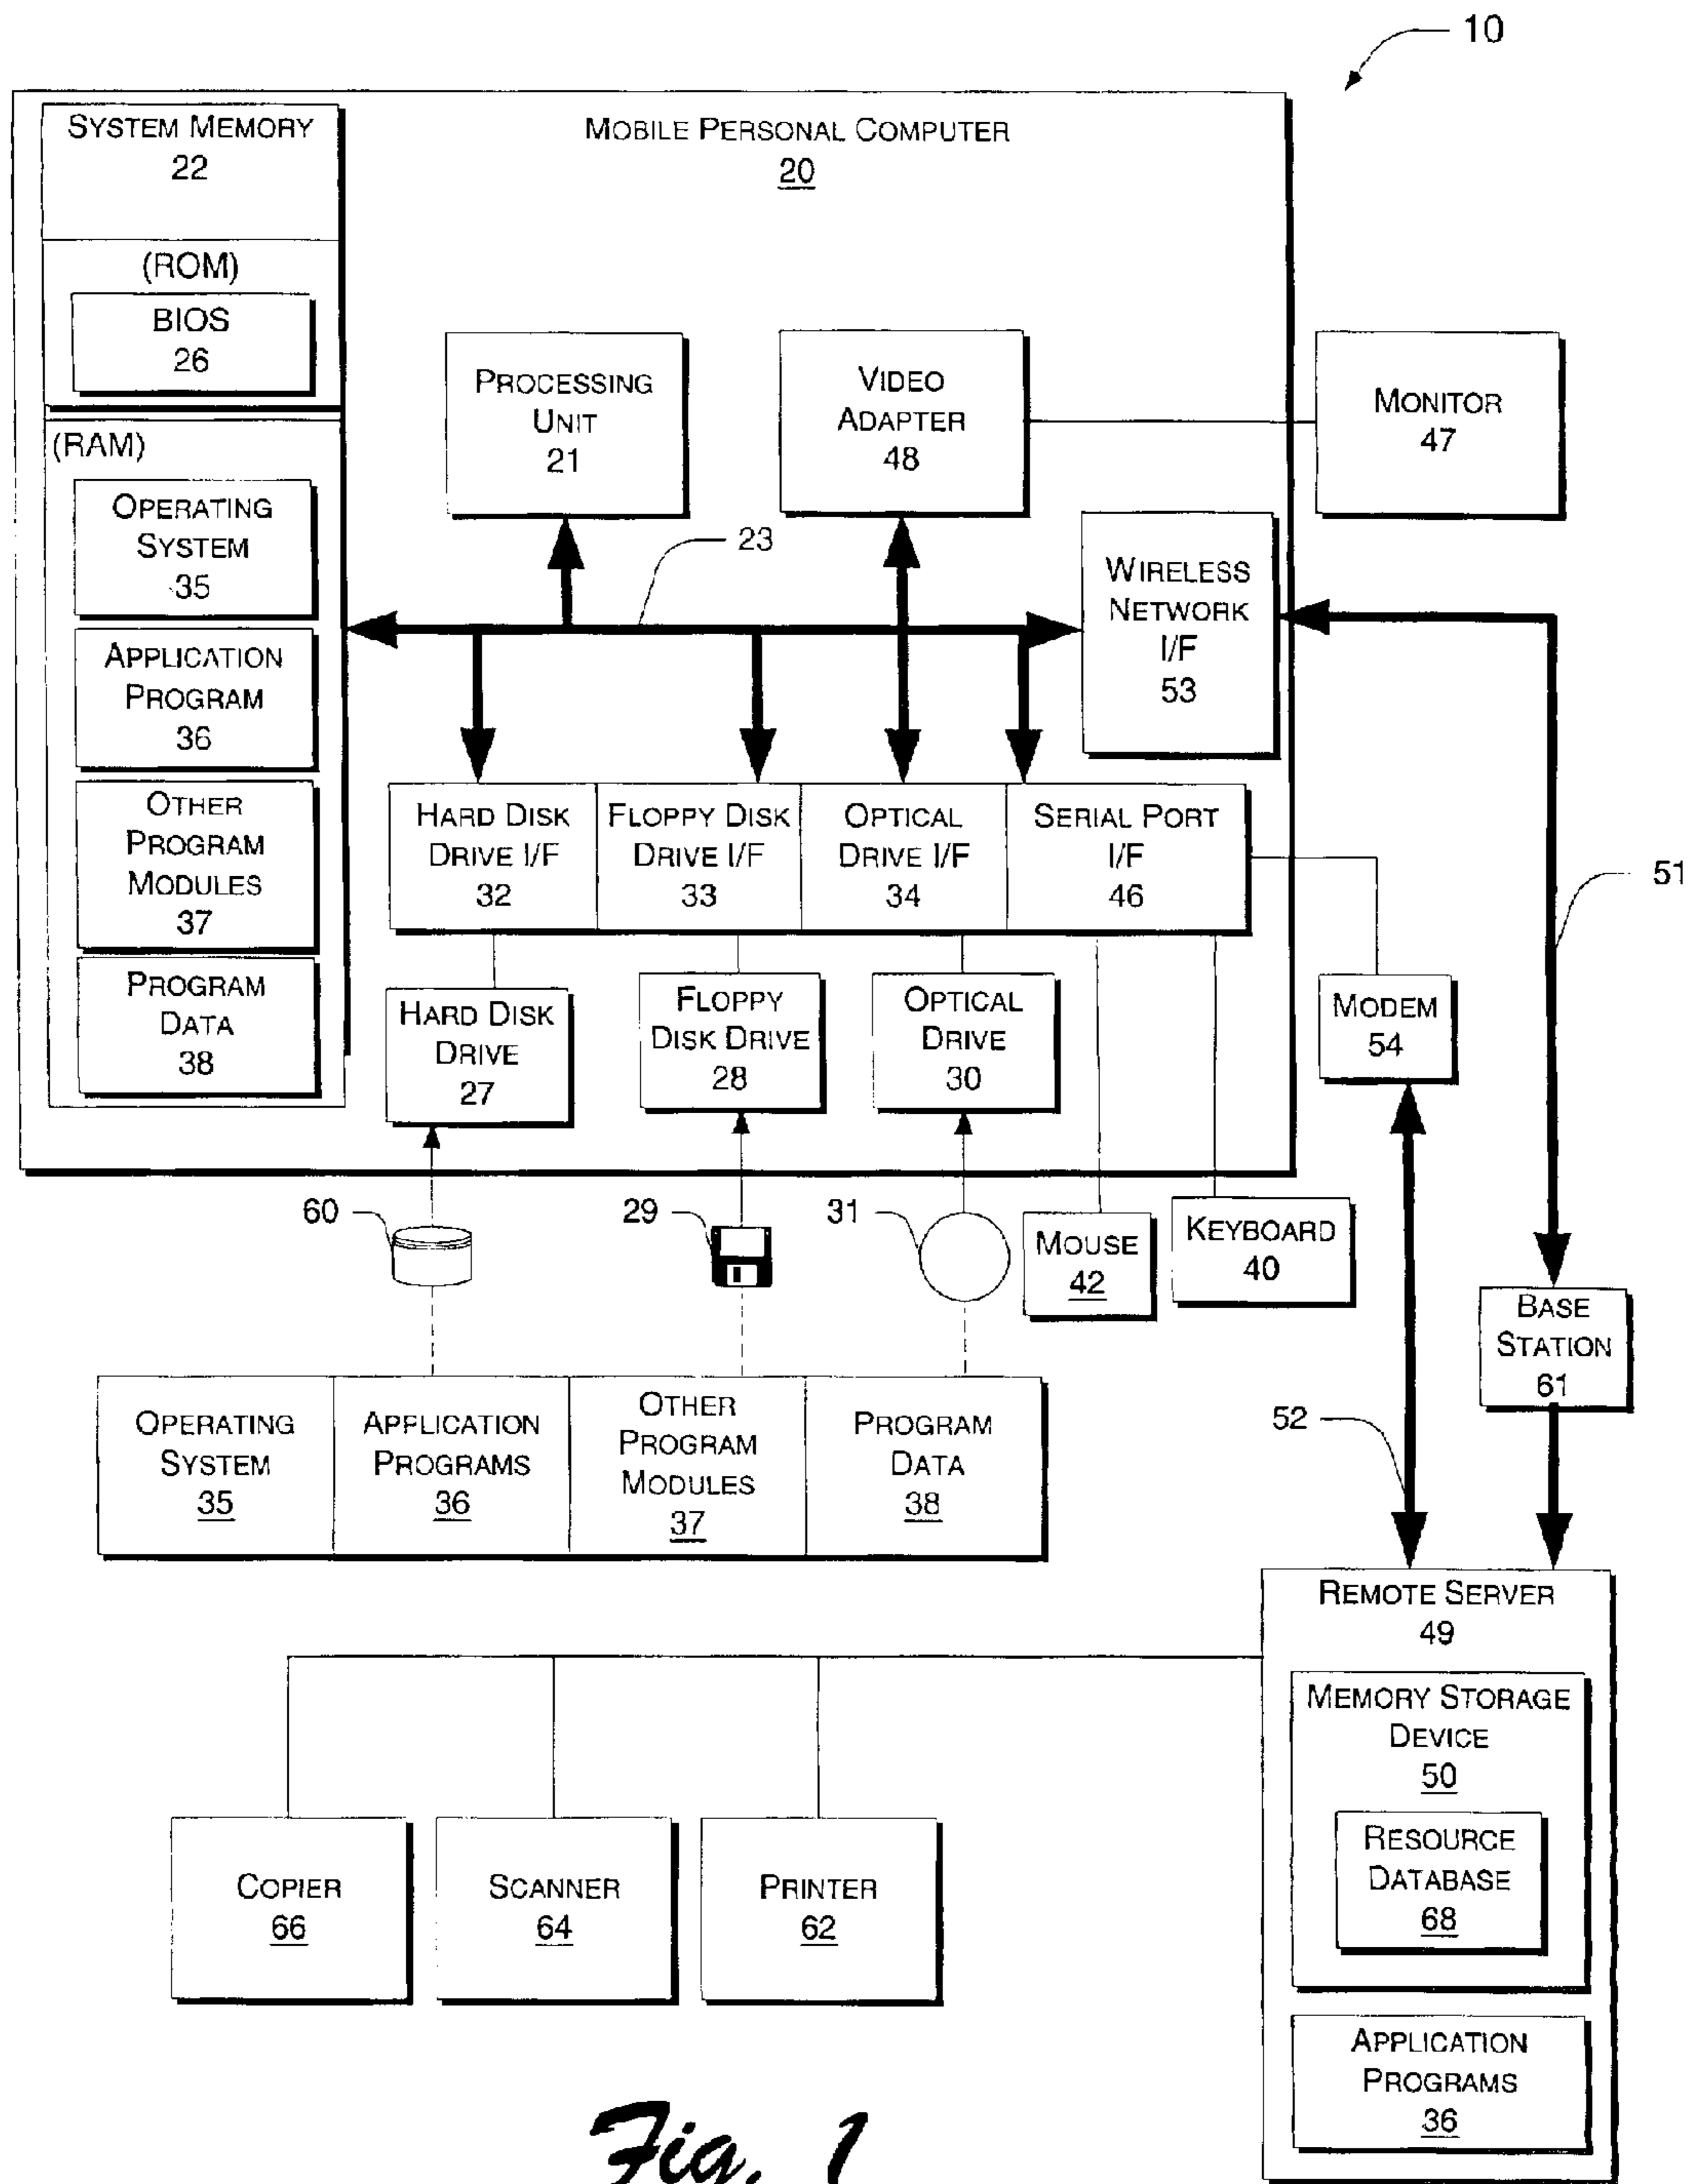 10
SYSTEM MEMORY
22
MOBILE PERSONAL COMPUTER
20
(ROM)
BIOS
26
PROCESSING
UNIT
21
VIDEO
ADAPTER
48
MONITOR
47
(RAM)
OPERATING
SYSTEM
35
23
WIRELESS
NETWORK
I/F
53
APPLICATION
PROGRAM
36
OTHER
PROGRAM
MODULES
37
HARD DISK
DRIVE I/F
32
FLOPPY DISK
DRIVE I/F
33
OPTICAL
DRIVE I/F
34
SERIAL PORT
I/F
46
51
PROGRAM
DATA
38
HARD DISK
DRIVE
27
FLOPPY
DISK DRIVE
28
OPTICAL
DRIVE
30
MODEM
54
60
29
31
MOUSE
42
KEYBOARD
40
BASE
STATION
61
OPERATING
SYSTEM
35
APPLICATION
PROGRAMS
36
OTHER
PROGRAM
MODULES
37
PROGRAM
DATA
38
52
REMOTE SERVER
49
MEMORY STORAGE
DEVICE
50
RESOURCE
DATABASE
68
COPIER
66
SCANNER
64
PRINTER
62
APPLICATION
PROGRAMS
36
Fig. 1